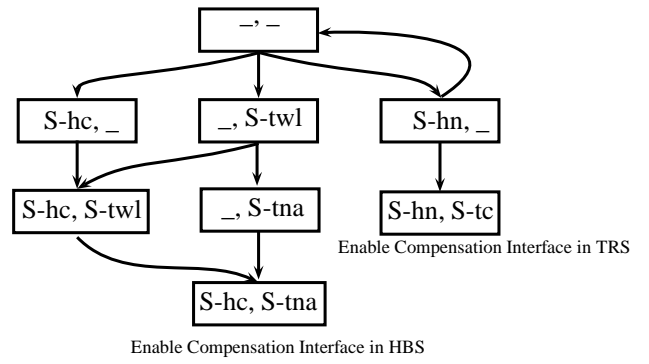 _, _
S-hc, _
_, S-twl
S-hn, _
S-hc, S-twl
_, S-tna
S-hn, S-tc
Enable Compensation Interface in TRS
S-hc, S-tna
Enable Compensation Interface in HBS